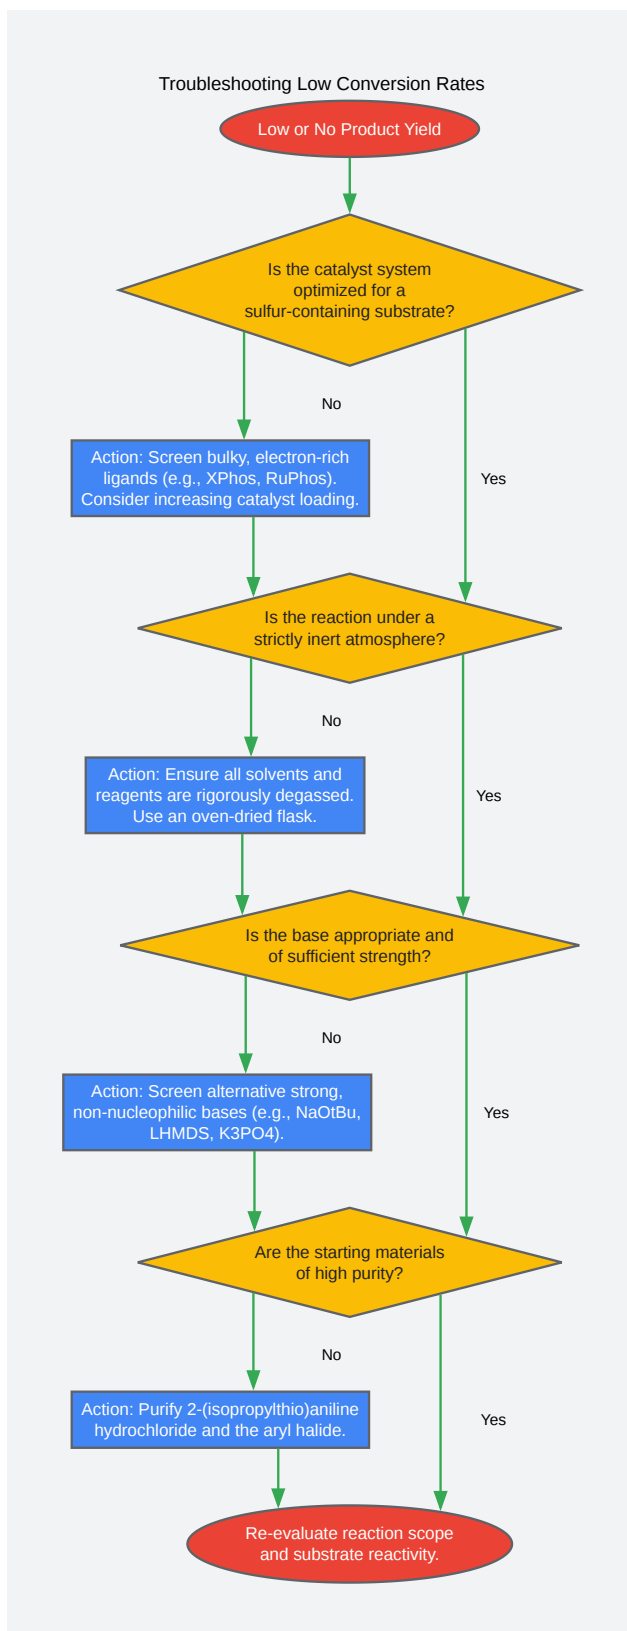 Troubleshooting Low Conversion Rates
Low or No Product Yield
Is the catalyst system
optimized for a
sulfur-containing substrate?
No
Action: Screen bulky, electron-rich
ligands (e.g., XPhos, RuPhos).
Consider increasing catalyst loading.
Yes
Is the reaction under a
strictly inert atmosphere?
No
Action: Ensure all solvents and
reagents are rigorously degassed.
Use an oven-dried flask.
Yes
Is the base appropriate and
of sufficient strength?
No
Action: Screen alternative strong,
non-nucleophilic bases (e.g., NaOtBu,
LHMDS, K3PO4).
Yes
Are the starting materials
of high purity?
No
Action: Purify 2-(isopropylthio)aniline
hydrochloride and the aryl halide.
Yes
Re-evaluate reaction scope
and substrate reactivity.